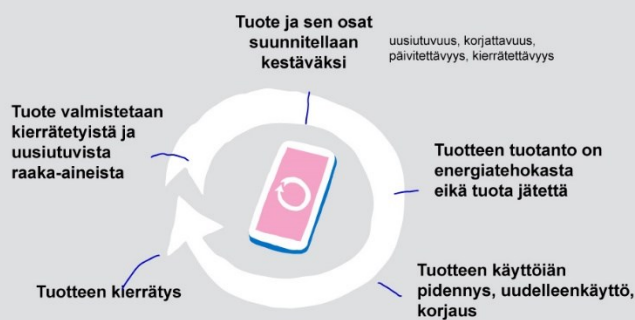 Tuote ja sen osat
suunnitellaan
kestäväksi
uusiutuvuus, korjattavuus,
päivitettävyys, kierrätettävyys
Tuote valmistetaan
kierrätetyistä ja
uusiutuvista
raaka-aineista
Tuotteen tuotanto on
energiatehokasta
eikä tuota jätettä
Tuotteen kierrätys
Tuotteen käyttöiän
pidennys, uudelleenkäyttö,
korjaus